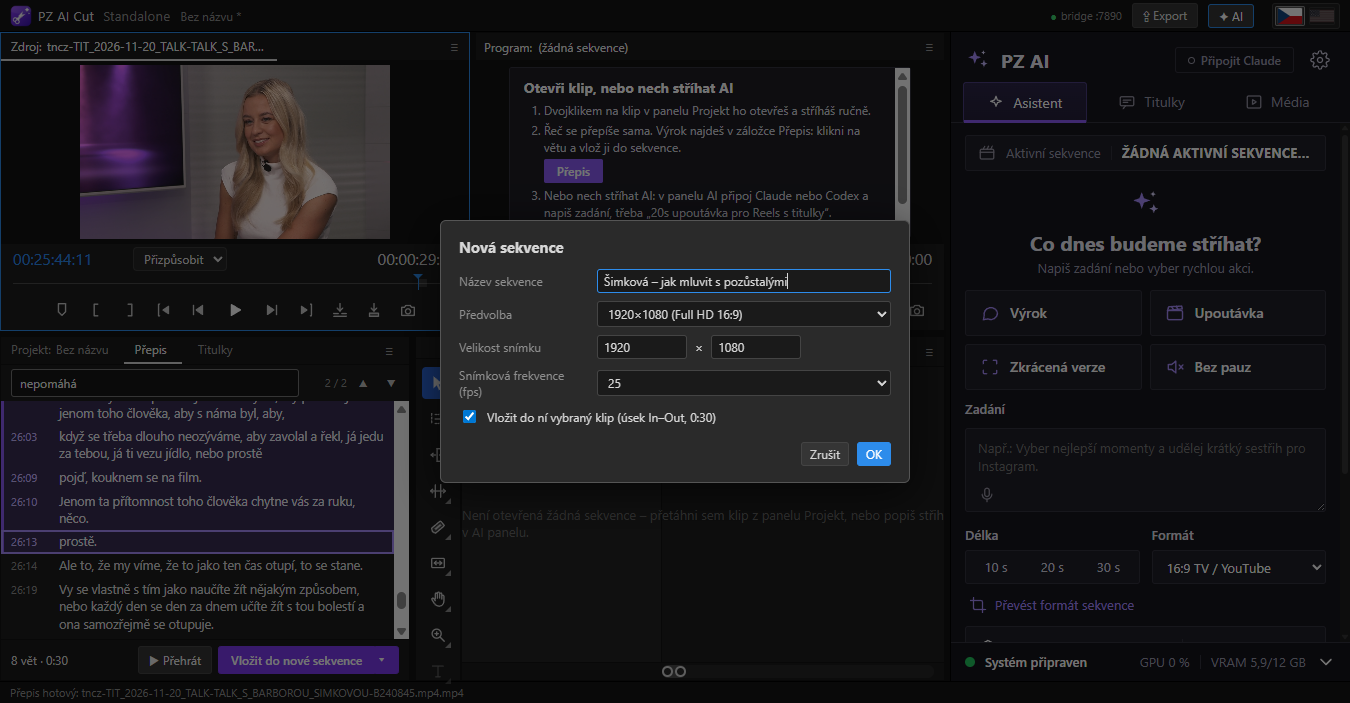 PZ AI Cut Standalone Bez názvu *
bridge :7890
Export
AI
Zdroj: tncz-TIT_2026-11-20_TALK-TALK_S_BAR...
Program: (žádná sekvence)
Otevři klip, nebo nech stříhat AI
1. Dvojklikem na klip v panelu Projekt ho otevřeš a stříháš ručně.
2. Řeč se přepíše sama. Výrok najdeš v záložce Přepis: klikni na
větu a vlož ji do sekvence.
Přepis
3. Nebo nech stříhat AI: v panelu AI připoj Claude nebo Codex a
napiš zadání, třeba „20s upoutávka pro Reels s titulky".
00:25:44:11
Přizpůsobit
00:00:29:
:00
Nová sekvence
Název sekvence
Šimková – jak mluvit s pozůstalými
Předvolba
1920×1080 (Full HD 16:9)
Velikost snímku
1920 × 1080
Snímková frekvence
(fps)
25
Vložit do ní vybraný klip (úsek In–Out, 0:30)
Zrušit
OK
Projekt: Bez názvu
Přepis
Titulky
nepomáhá
2 / 2
jenom toho člověka, aby s náma byl, aby,
26:03 když se třeba dlouho neozýváme, aby zavolal a řekl, já jedu
za tebou, já ti vezu jídlo, nebo prostě
26:09 pojď, kouknem se na film.
26:10 Jenom ta přítomnost toho člověka chytne vás za ruku,
něco.
26:13 prostě.
26:14 Ale to, že my víme, že to jako ten čas otupí, to se stane.
26:19 Vy se vlastně s tím jako naučíte žít nějakým způsobem,
nebo každý den se den za dnem učíte žít s tou bolestí a
ona samozřejmě se otupuje.
8 vět · 0:30
Přehrát
Vložit do nové sekvence
Není otevřená žádná sekvence – přetáhni sem klip z panelu Projekt, nebo popiš střih
v AI panelu.
PZ AI
Připojit Claude
Asistent
Titulky
Média
Aktivní sekvence
ŽÁDNÁ AKTIVNÍ SEKVENCE...
Co dnes budeme stříhat?
Napiš zadání nebo vyber rychlou akci.
Výrok
Upoutávka
Zkrácená verze
Bez pauz
Zadání
Např.: Vyber nejlepší momenty a udělej krátký sestřih pro
Instagram.
Délka
Formát
10 s
20 s
30 s
16:9 TV / YouTube
Převést formát sekvence
Systém připraven
GPU 0 %
VRAM 5,9/12 GB
Přepis hotový: tncz-TIT_2026-11-20_TALK-TALK_S_BARBOROU_SIMKOVOU-B240845.mp4.mp4